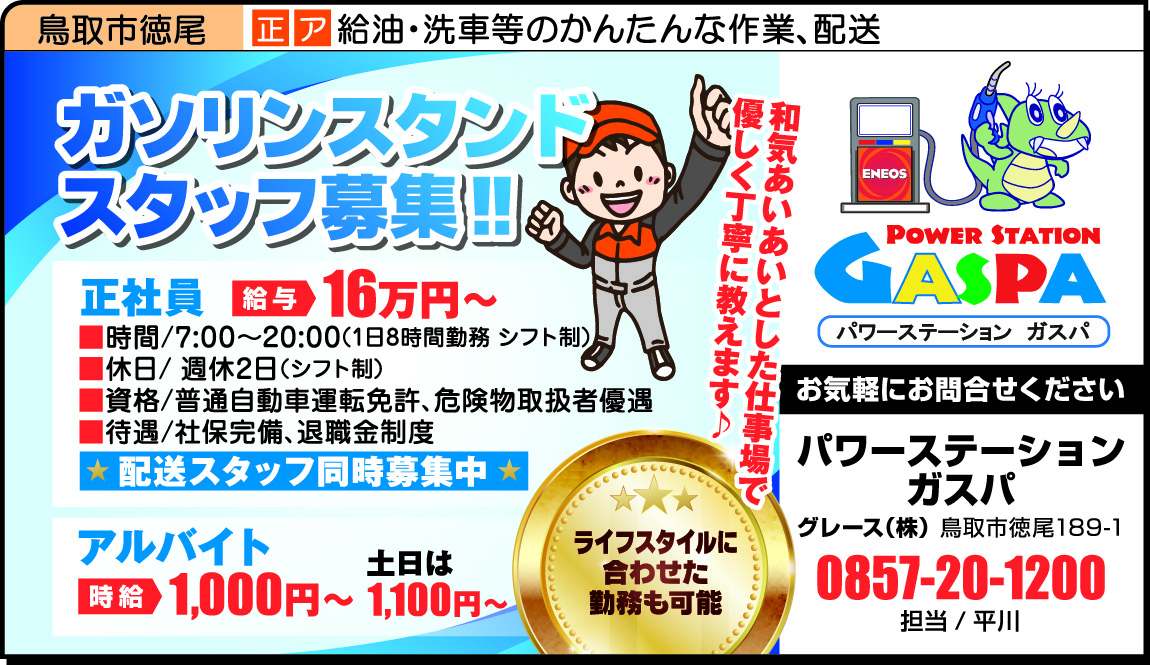 鳥取市徳尾
正 ア 給油・洗車等のかんたんな作業、配送
ガソリンスタンド
スタッフ募集!!
和気あいあいとした仕事場で
優しく丁寧に教えます♪
正社員 給与 16万円〜
■時間/7:00〜20:00(1日8時間勤務 シフト制)
■休日/ 週休2日(シフト制)
■資格/普通自動車運転免許、危険物取扱者優遇
■待遇/社保完備、退職金制度
★ 配送スタッフ同時募集中 ★
アルバイト
時給 1,000円〜
土日は
1,100円〜
ライフスタイルに
合わせた
勤務も可能
ENEOS
POWER STATION
GASPA
パワーステーション ガスパ
お気軽にお問合せください
パワーステーション
ガスパ
グレース(株) 鳥取市徳尾189-1
0857-20-1200
担当 / 平川